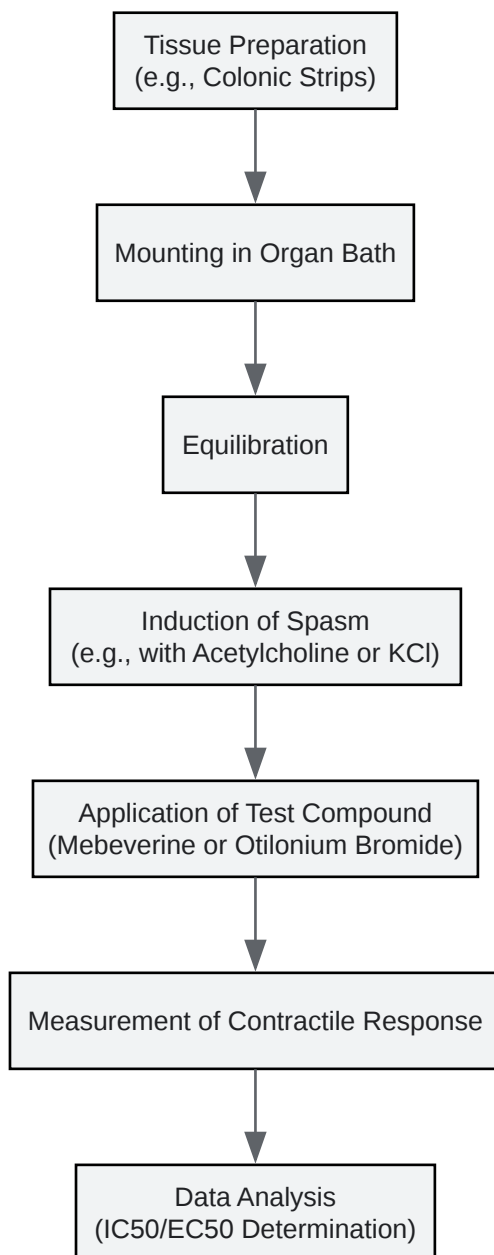 Tissue Preparation
(e.g., Colonic Strips)
Mounting in Organ Bath
Equilibration
Induction of Spasm
(e.g., with Acetylcholine or KCl)
Application of Test Compound
(Mebeverine or Otilonium Bromide)
Measurement of Contractile Response
Data Analysis
(IC50/EC50 Determination)